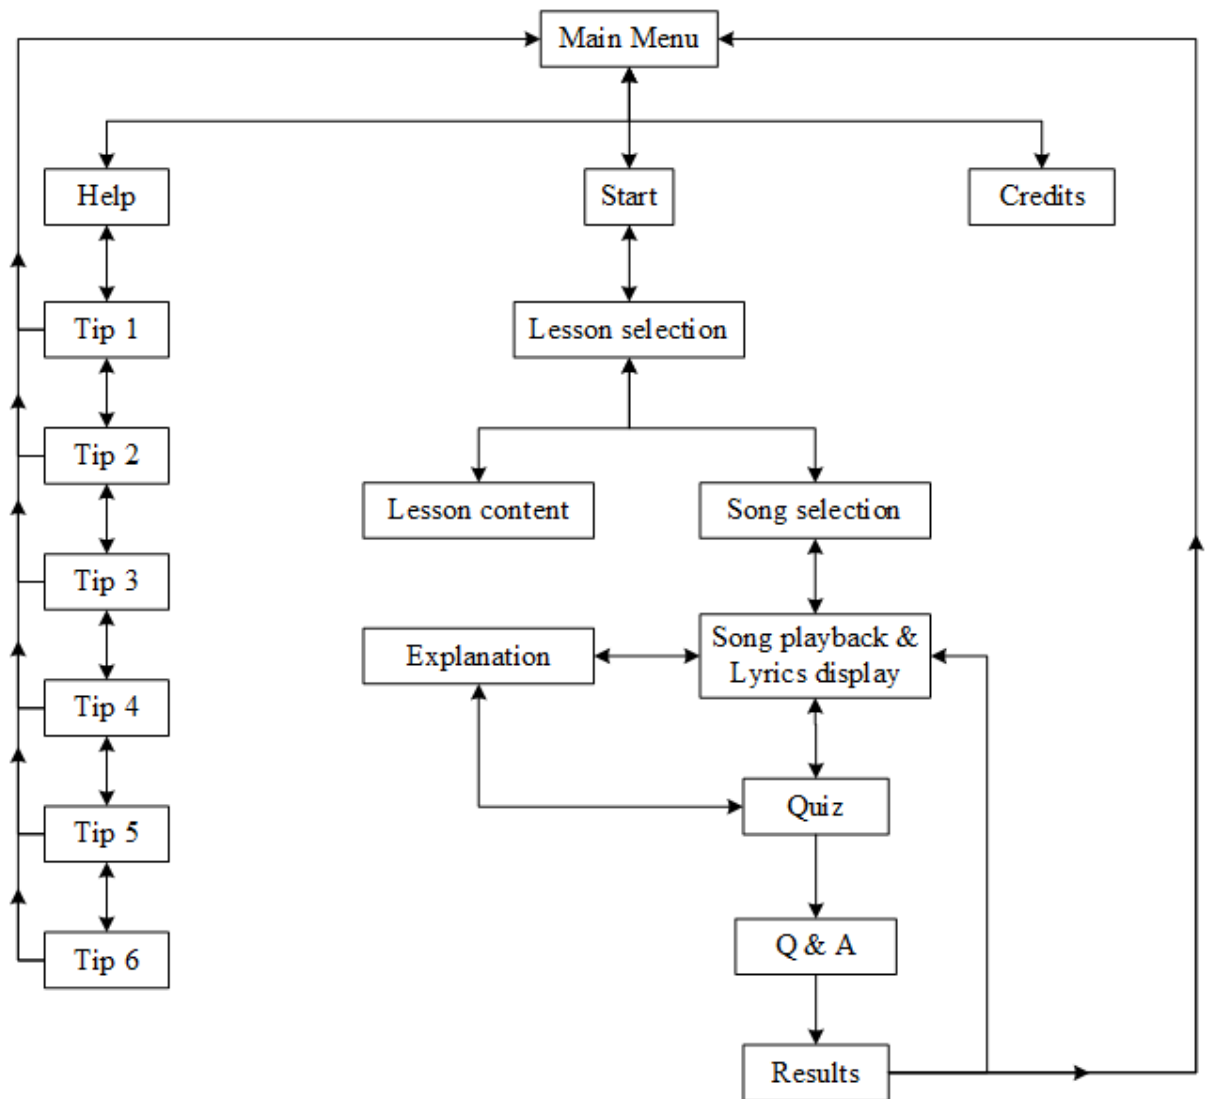 Main Menu
Help
Start
Credits
Tip 1
Lesson selection
Tip 2
Lesson content
Song selection
Tip 3
Explanation
Song playback &
Lyrics display
Tip 4
Quiz
Tip 5
Q & A
Tip 6
Results